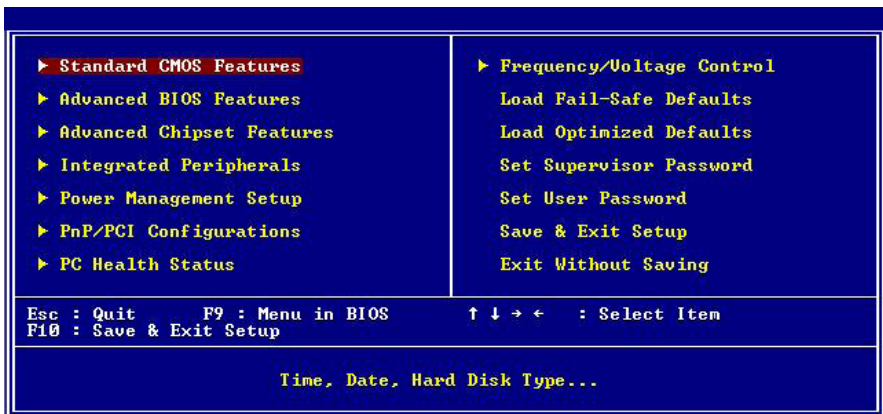 ▶ Standard CMOS Features
▶ Advanced BIOS Features
▶ Advanced Chipset Features
▶ Integrated Peripherals
▶ Power Management Setup
▶ PnP/PCI Configurations
▶ PC Health Status
▶ Frequency/Voltage Control
Load Fail-Safe Defaults
Load Optimized Defaults
Set Supervisor Password
Set User Password
Save & Exit Setup
Exit Without Saving
Esc : Quit F9 : Menu in BIOS ↑ ↓ → ← : Select Item
F10 : Save & Exit Setup
Time, Date, Hard Disk Type...